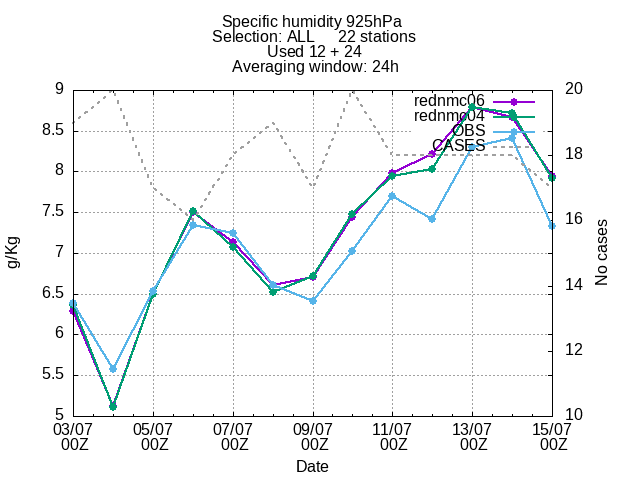 Specific humidity 925hPa
Selection: ALL 22 stations
Used 12 + 24
Averaging window: 24h
rednmc06
rednmc04
OBS
CASES
9
8.5
8
7.5
7
6.5
6
5.5
5
20
18
16
14
12
10
g/Kg
No cases
03/07 05/07 07/07 09/07 11/07 13/07 15/07
00Z 00Z 00Z 00Z 00Z 00Z 00Z
Date